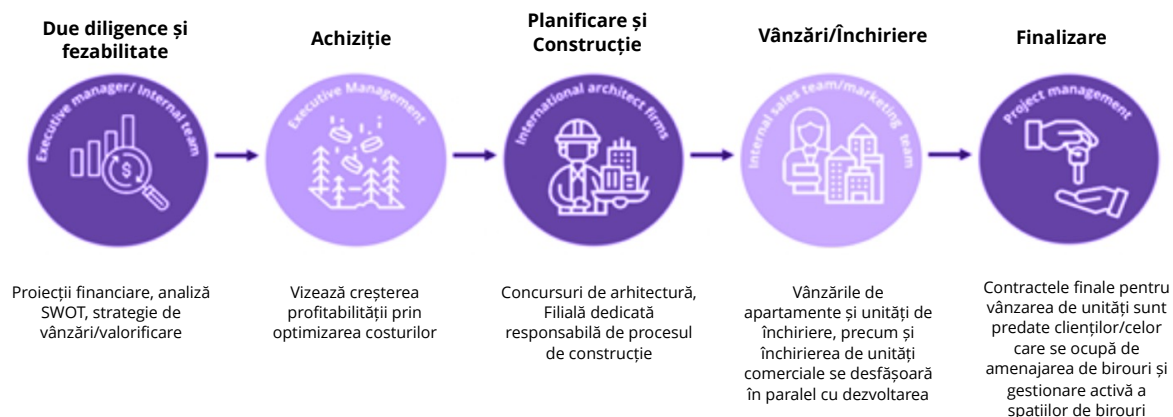 Due diligence și
fezabilitate
Executive manager/ Internal team
Proiecții financiare, analiză
SWOT, strategie de
vânzări/valorificare
Achiziție
Executive Management
Vizează creșterea
profitabilității prin
optimizarea costurilor
Planificare și
Construcție
International architect firms
Concursuri de arhitectură,
Filială dedicată
responsabilă de procesul
de construcție
Vânzări/Închiriere
Internal sales team/marketing team
Vânzările de
apartamente și unități de
închiriere, precum și
închirierea de unități
comerciale se desfășoară
în paralel cu dezvoltarea
Finalizare
Project management
Contractele finale pentru
vânzarea de unități sunt
predate clienților/celor
care se ocupă de
amenajarea de birouri și
gestionare activă a
spațiilor de birouri